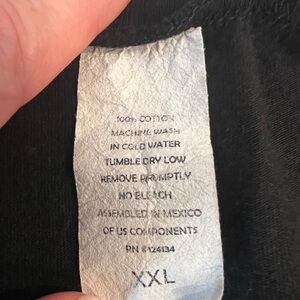 100% COTTON
MACHINE WASH
IN COLD WATER
TUMBLE DRY LOW
REMOVE PROMPTLY
NO BLEACH
ASSEMBLED IN MEXICO
OF US COMPONENTS
RN # 124134
XXL